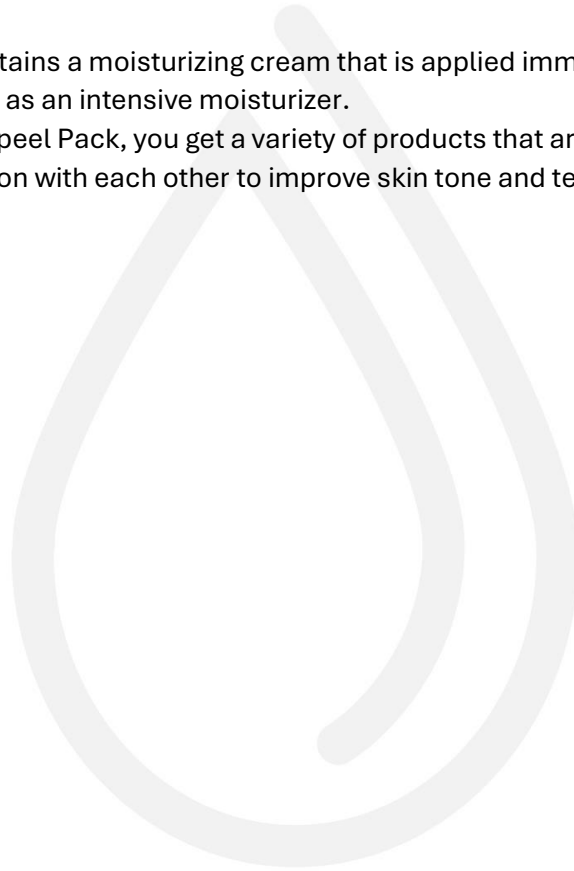 tains a moisturizing cream that is applied imm
as an intensive moisturizer.
peel Pack, you get a variety of products that ar
on with each other to improve skin tone and te